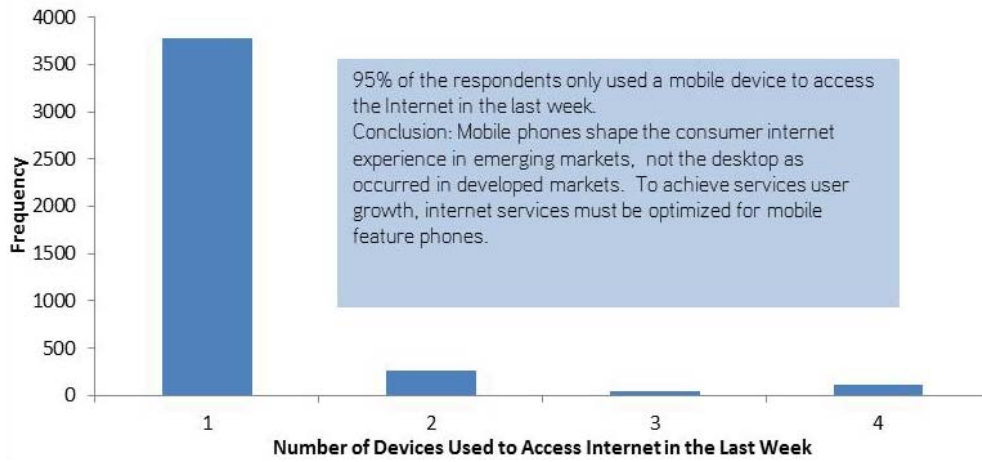 4000
3500
3000
2500
2000
1500
1000
500
0
Frequency
95% of the respondents only used a mobile device to access
the Internet in the last week.
Conclusion: Mobile phones shape the consumer internet
experience in emerging markets, not the desktop as
occurred in developed markets. To achieve services user
growth, internet services must be optimized for mobile
feature phones.
1 2 3 4
Number of Devices Used to Access Internet in the Last Week